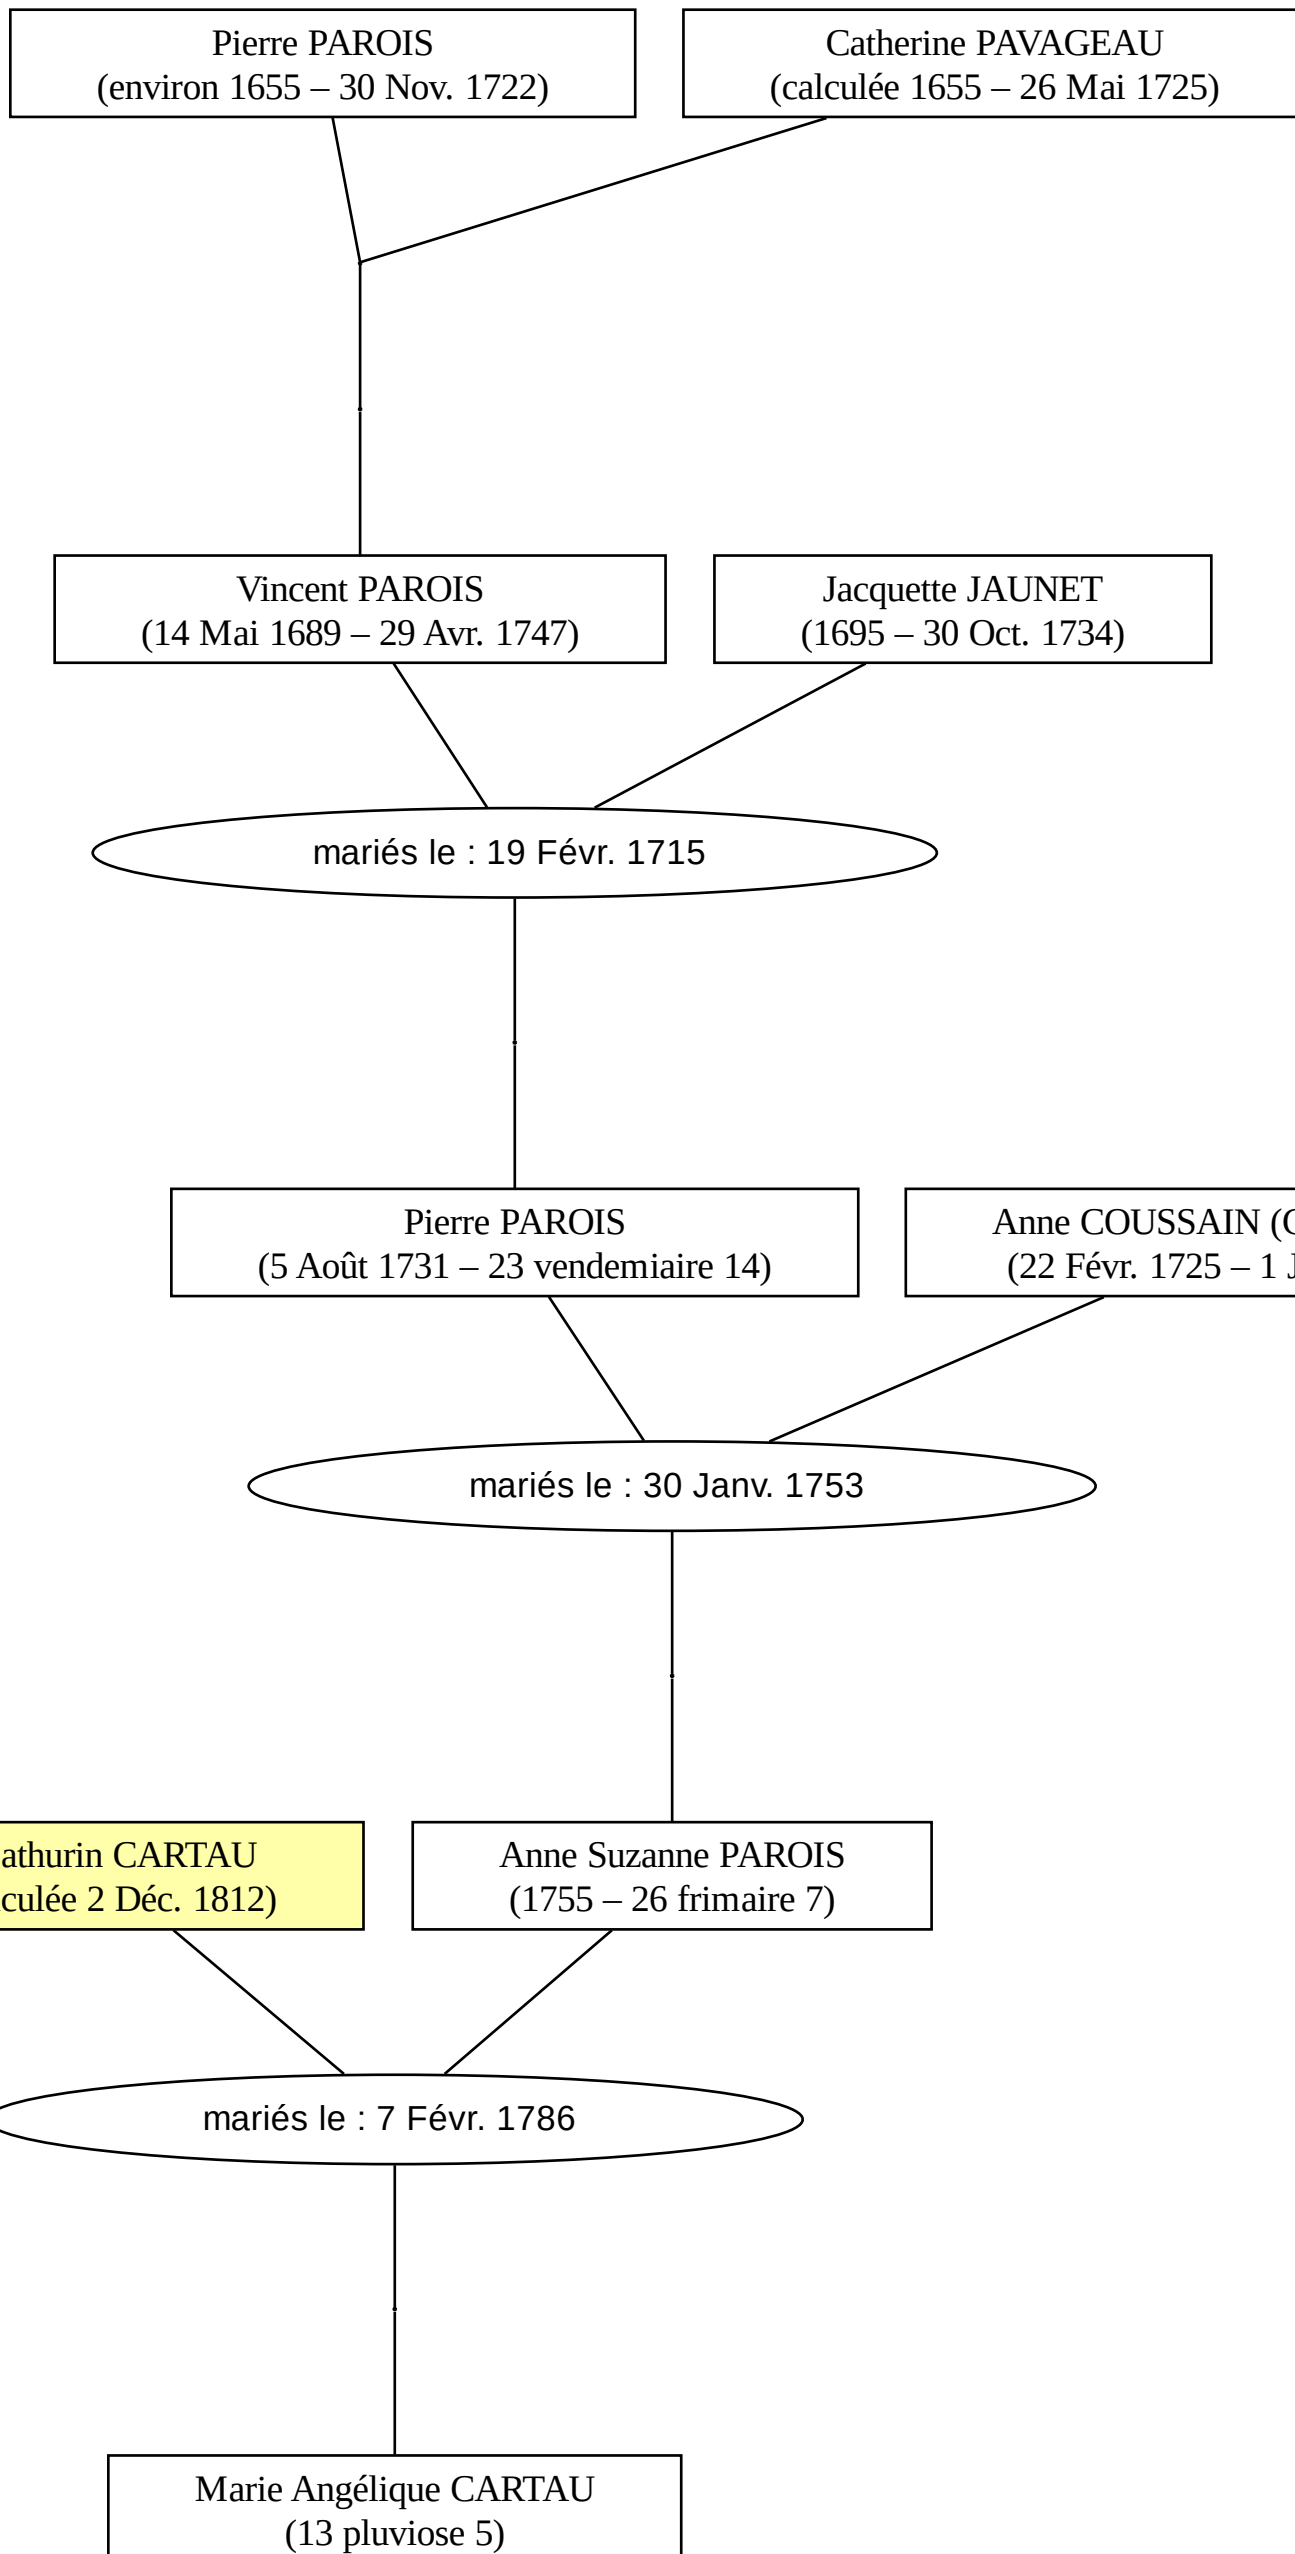 Pierre PAROIS
(environ 1655 – 30 Nov. 1722)
Catherine PAVAGEAU
(calculée 1655 – 26 Mai 1725)
Vincent PAROIS
(14 Mai 1689 – 29 Avr. 1747)
Jacquette JAUNET
(1695 – 30 Oct. 1734)
mariés le : 19 Févr. 1715
Pierre PAROIS
(5 Août 1731 – 23 vendemiaire 14)
Anne COUSSAIN
(22 Févr. 1725 – 1
mariés le : 30 Janv. 1753
CARTAU
2 Déc. 1812)
Anne Suzanne PAROIS
(1755 – 26 frimaire 7)
mariés le : 7 Févr. 1786
Marie Angélique CARTAU
(13 pluviose 5)